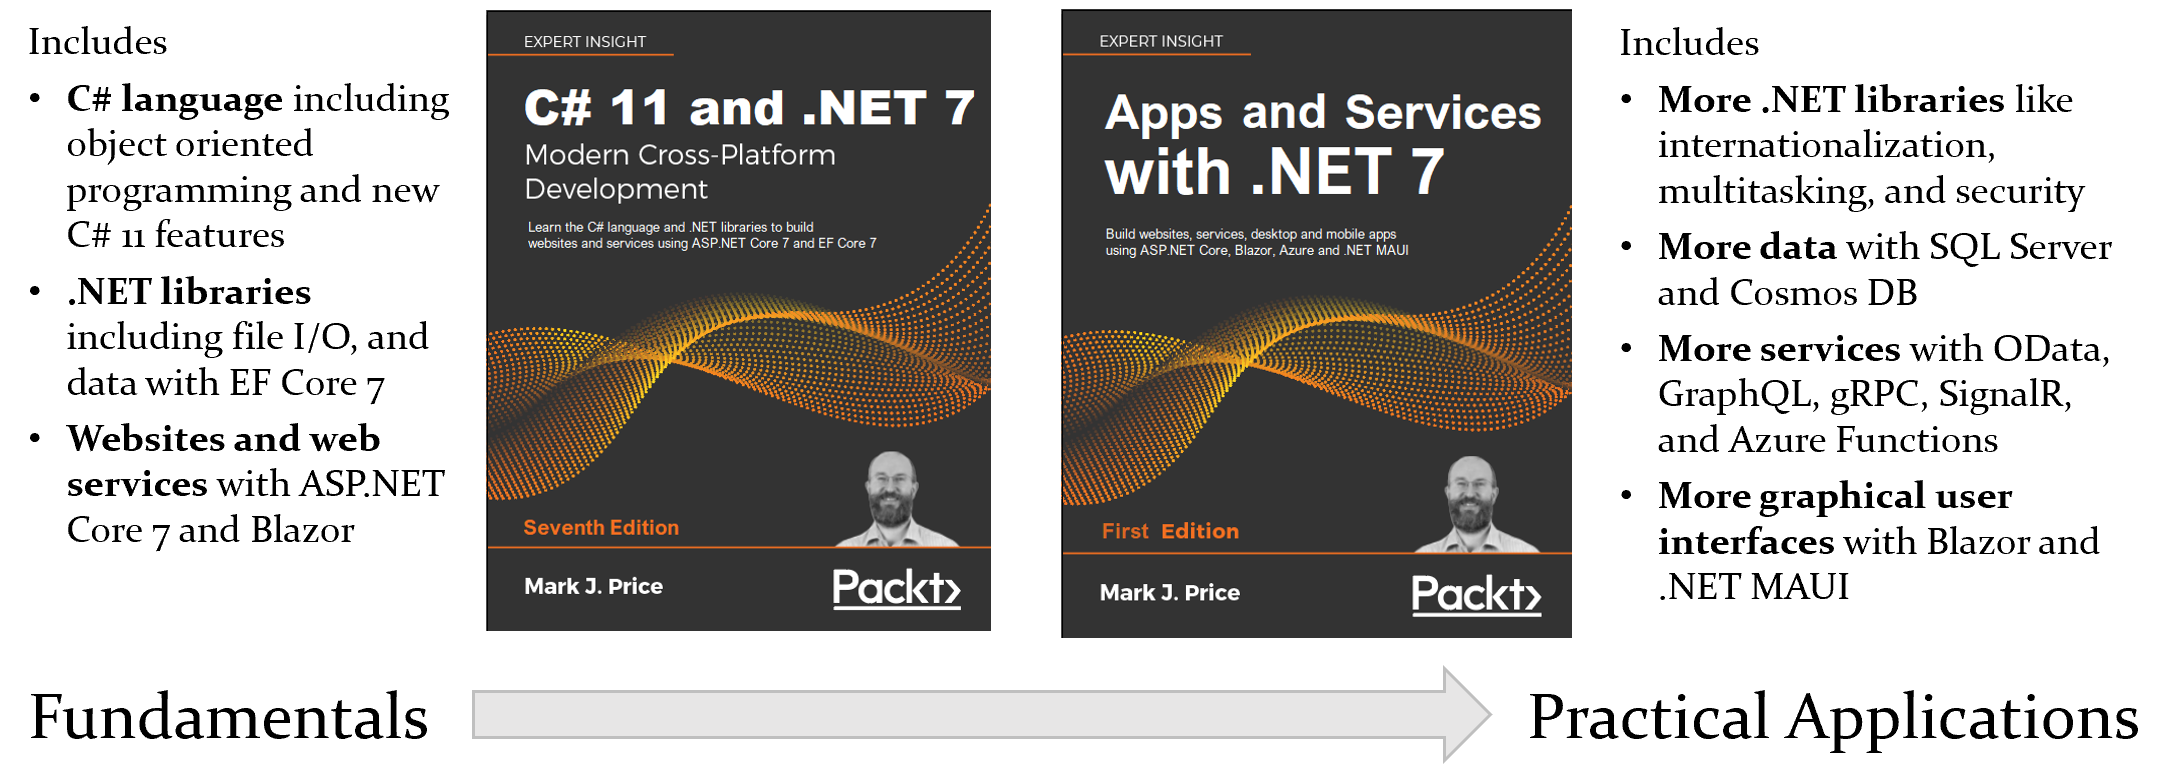 Includes
• C# language including
object oriented
programming and new
C# 11 features
• .NET libraries
including file I/O, and
data with EF Core 7
• Websites and web
services with ASP.NET
Core 7 and Blazor
EXPERT INSIGHT
C# 11 and .NET 7
Modern Cross-Platform
Development
Learn the C# language and .NET libraries to build
websites and services using ASP.NET Core 7 and EF Core 7
Seventh Edition
Mark J. Price
Packt>
EXPERT INSIGHT
Apps and Services
with .NET 7
Build websites, services, desktop and mobile apps
using ASP.NET Core, Blazor, Azure and .NET MAUI
First Edition
Mark J. Price
Packt>
Includes
• More .NET libraries like
internationalization,
multitasking, and security
• More data with SQL Server
and Cosmos DB
• More services with OData,
GraphQL, gRPC, SignalR,
and Azure Functions
• More graphical user
interfaces with Blazor and
.NET MAUI
Fundamentals
Practical Applications